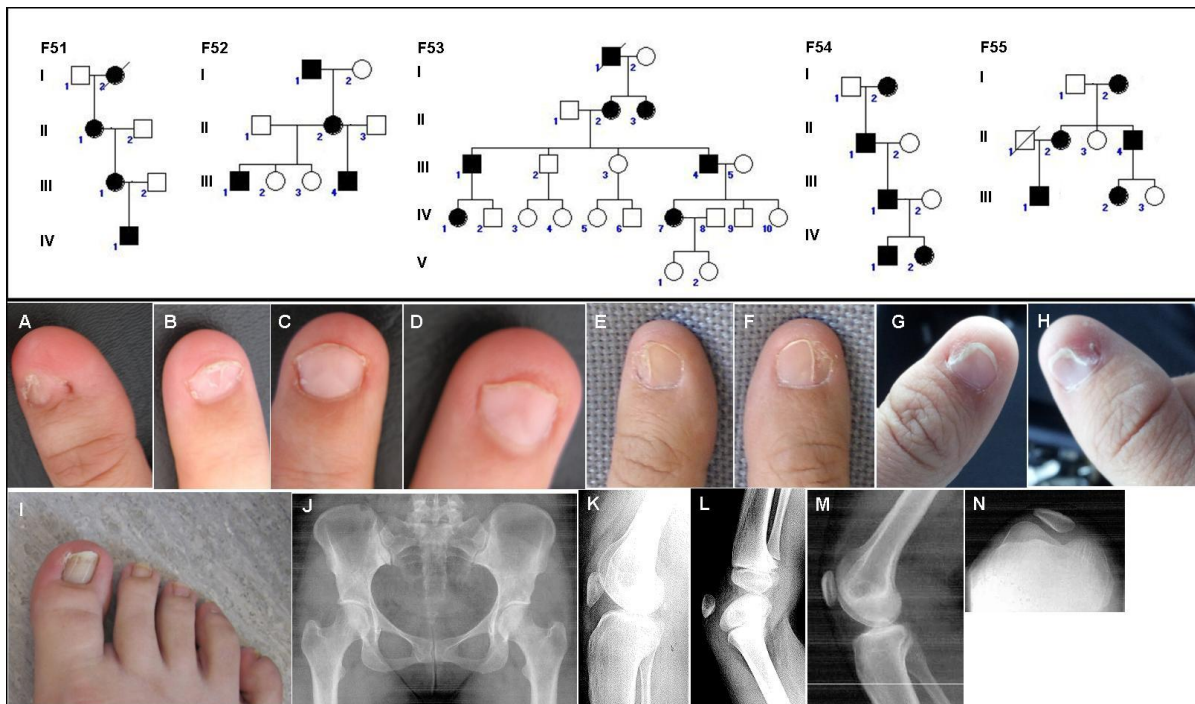 F51 F52 F53 F54 F55
I I I I I
1 2 1 2 1 2 1 2 1 2
II II II II II
1 2 1 2 3 1 2 3 1 2 1 2 3 4
III III III III III
1 2 1 2 3 4 1 2 3 4 5 1 2 1 2 3
IV IV IV
1 1 2 3 4 5 6 7 8 9 10 1 2
V
1 2
A B C D E F G H
I J K L M N